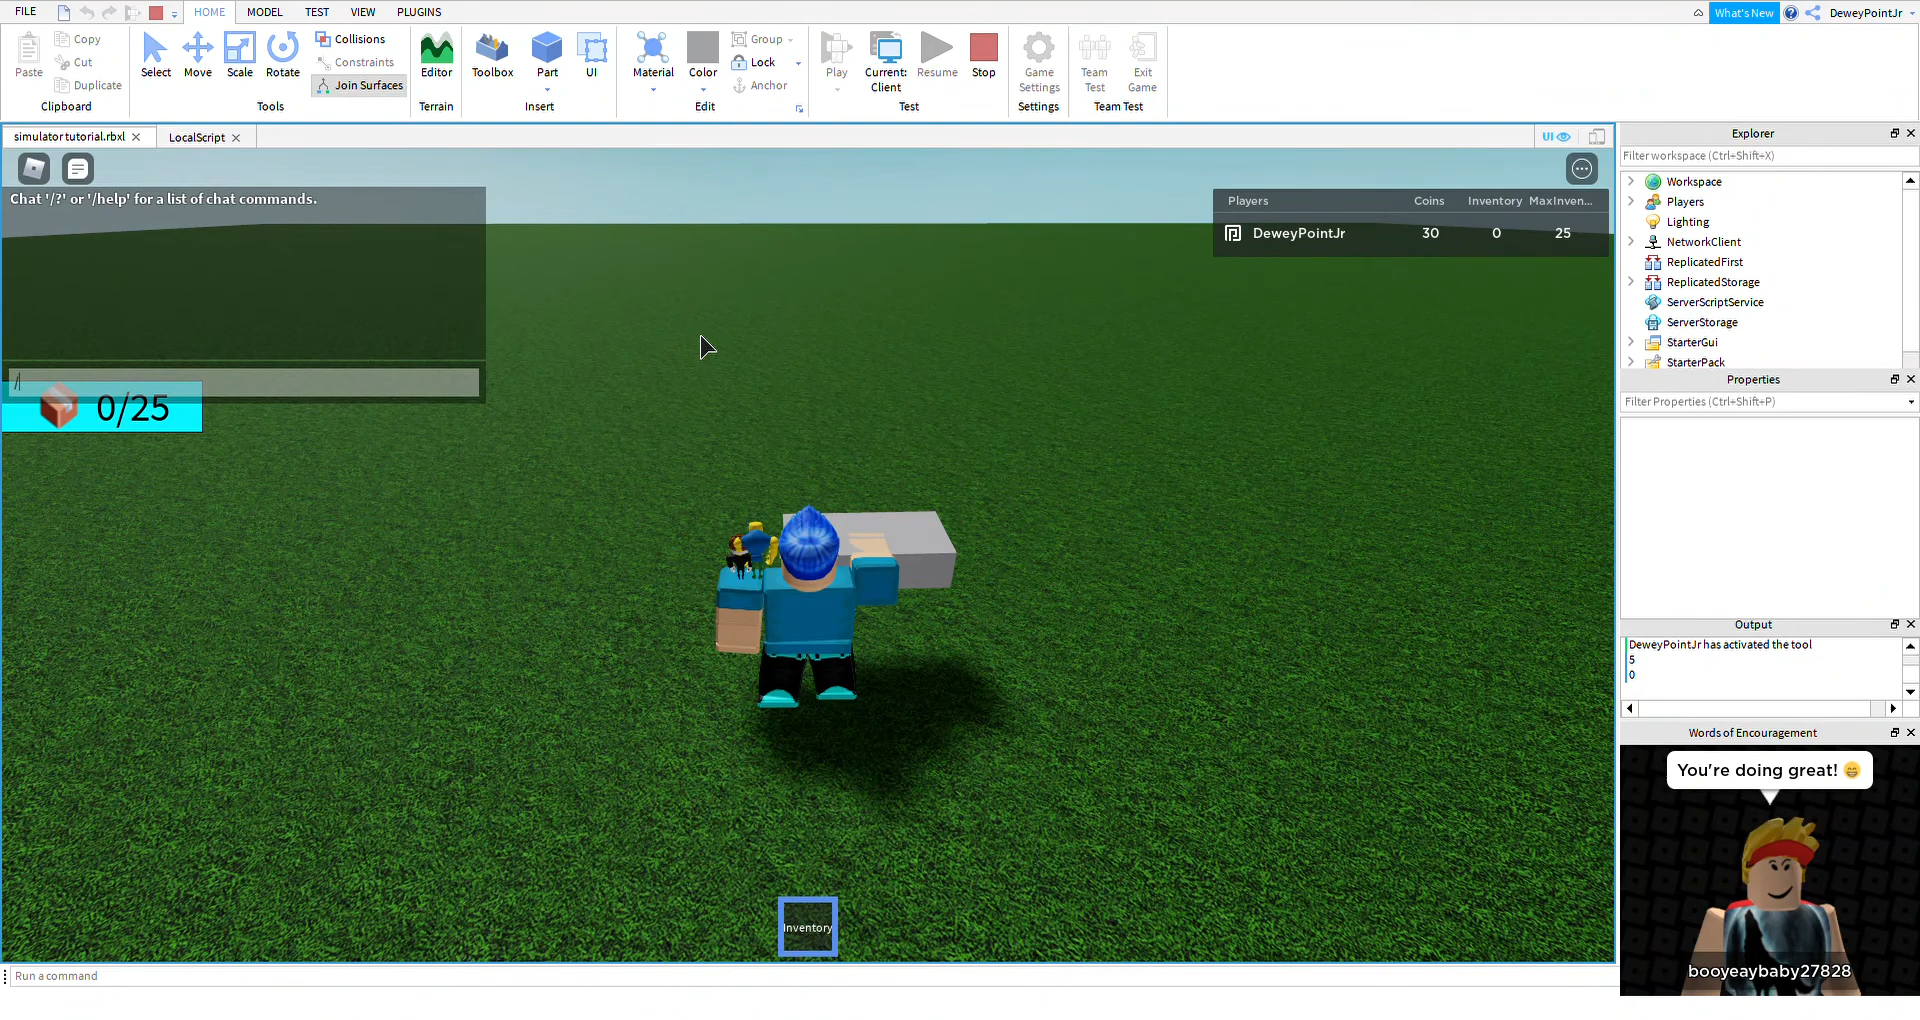 FILE HOME MODEL TEST VIEW PLUGINS What's New DeweyPointJr
Paste Copy Cut Duplicate
Clipboard
Select Move Scale Rotate Collisions Constraints Join Surfaces
Tools
Editor
Terrain
Toolbox Part UI
Insert
Material Color Group Lock Anchor
Edit
Play Current: Client Resume Stop
Test
Game Settings
Settings
Team Test Exit Game
Team Test
simulator tutorial.rbxl LocalScript UI
Chat '/?' or '/help' for a list of chat commands.
/
0/25
Players Coins Inventory MaxInven...
DeweyPointJr 30 0 25
Inventory
Run a command
Explorer
Filter workspace (Ctrl+Shift+X)
Workspace
Players
Lighting
NetworkClient
ReplicatedFirst
ReplicatedStorage
ServerScriptService
ServerStorage
StarterGui
StarterPack
Properties
Filter Properties (Ctrl+Shift+P)
Output
DeweyPointJr has activated the tool
5
0
Words of Encouragement
You're doing great! 😄
booyeaybaby27828